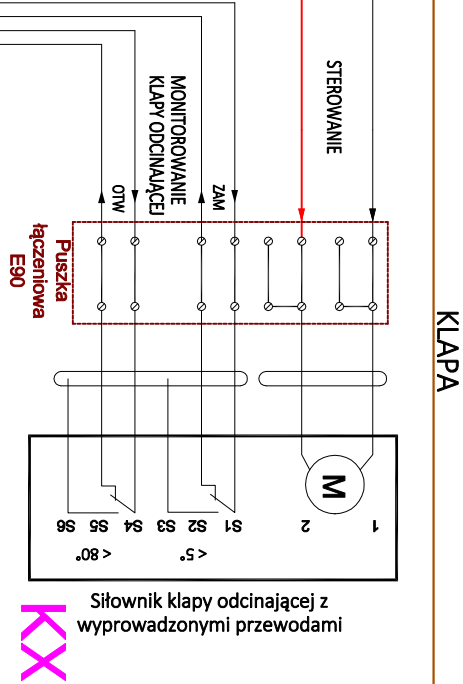 STEROWANIE
MONITOROWANIE
KLAPY ODCINAJĄCEJ
ZAM
OTW
Puszka
łączeniowa
E90
KLAPA
M
S6 S5 S4 S3 S2 S1 2 1
< 80° < 5°
Siłownik klapy odcinającej z
wyprowadzonymi przewodami
KX